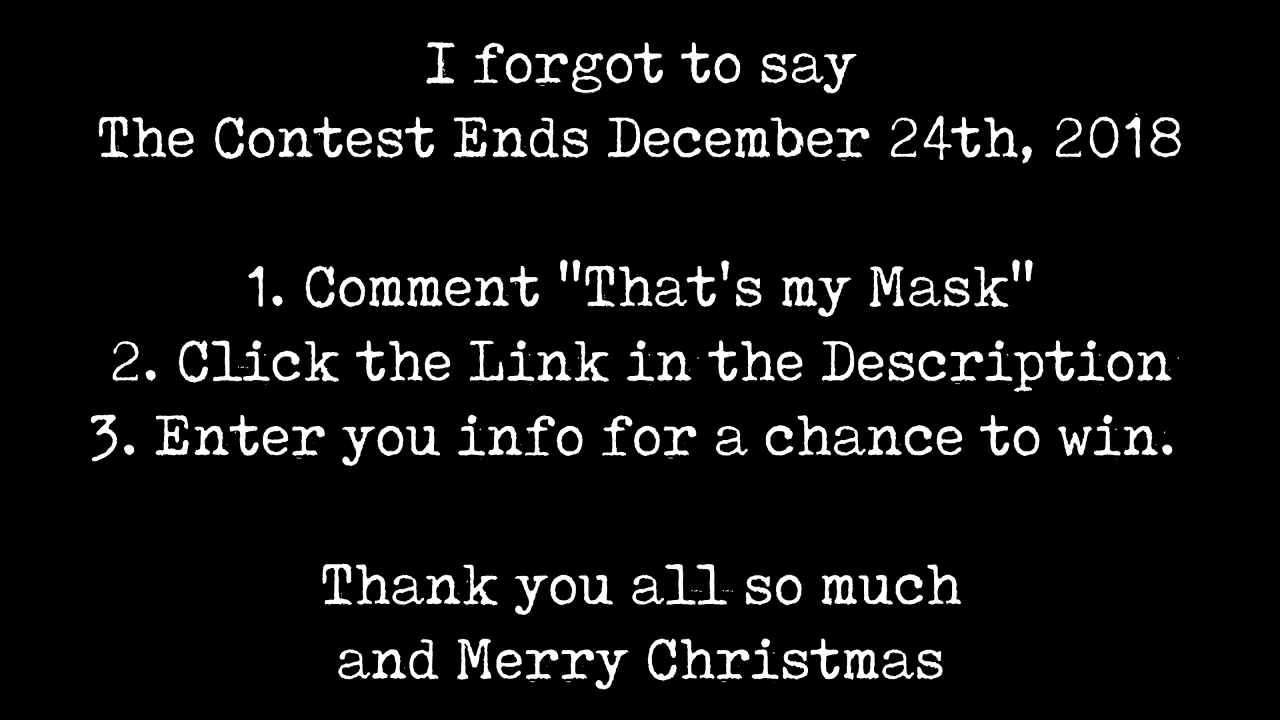 I forgot to say
The Contest Ends December 24th, 2018
1. Comment "That's my Mask"
2. Click the Link in the Description
3. Enter you info for a chance to win.
Thank you all so much
and Merry Christmas